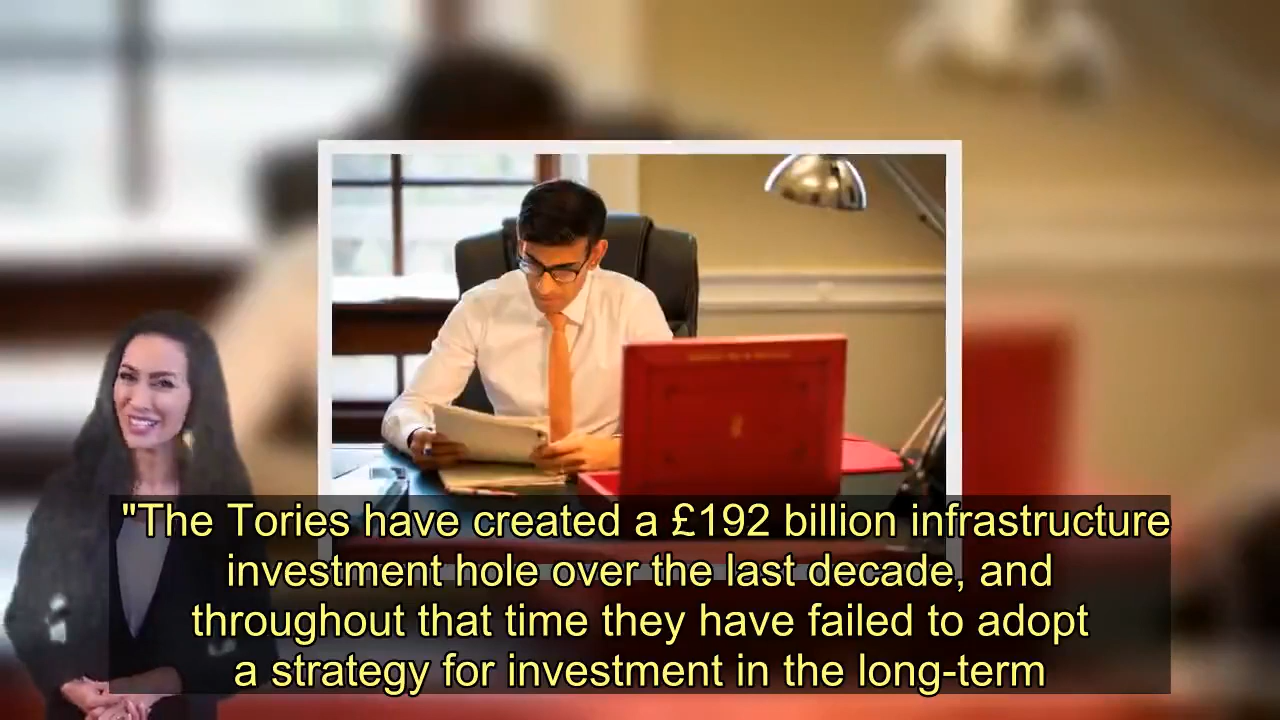 "The Tories have created a £192 billion infrastructure
investment hole over the last decade, and
throughout that time they have failed to adopt
a strategy for investment in the long-term